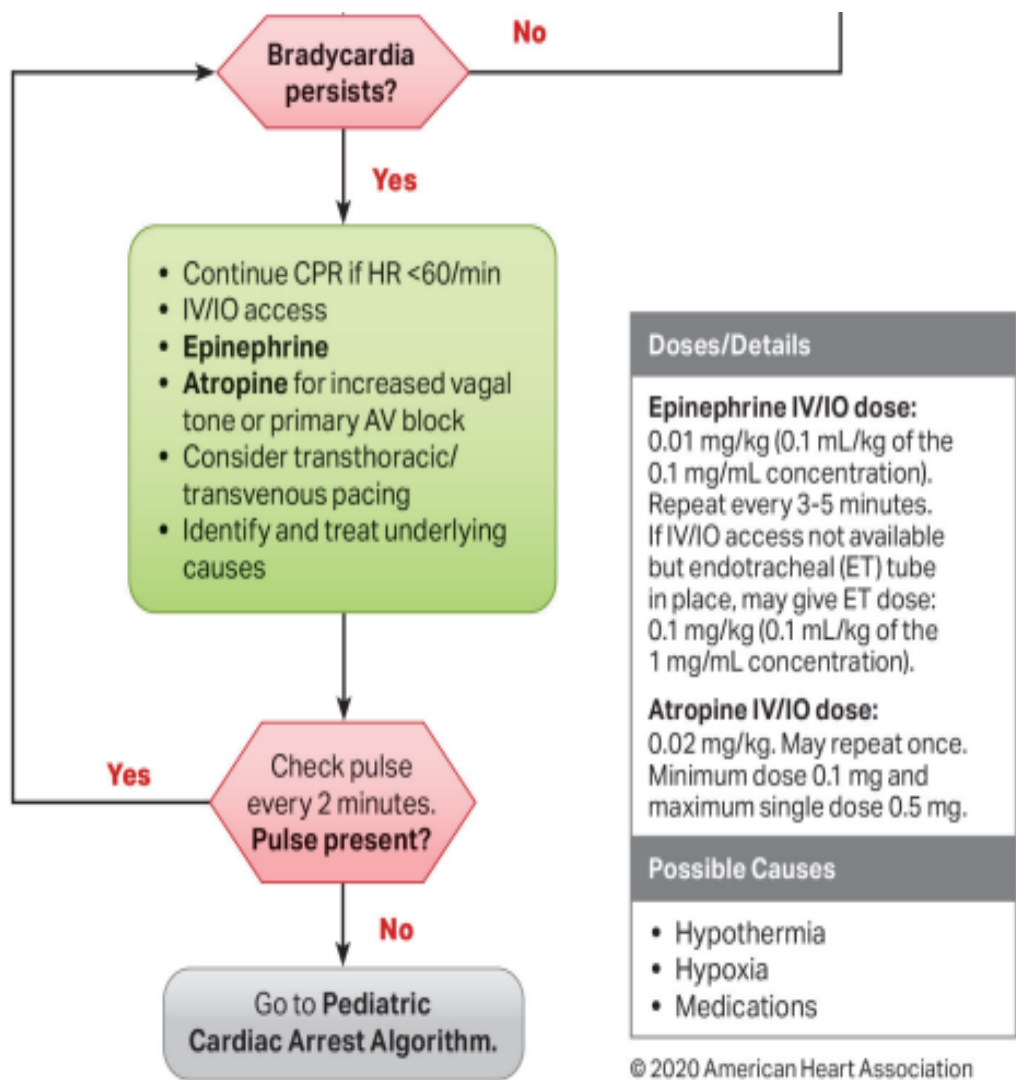 No
Bradycardia
persists?
Yes
• Continue CPR if HR <60/min
• IV/IO access
• Epinephrine
• Atropine for increased vagal
tone or primary AV block
• Consider transthoracic/
transvenous pacing
• Identify and treat underlying
causes
Yes
Check pulse
every 2 minutes.
Pulse present?
No
Go to Pediatric
Cardiac Arrest Algorithm.
Doses/Details
Epinephrine IV/IO dose:
0.01 mg/kg (0.1 mL/kg of the
0.1 mg/mL concentration).
Repeat every 3-5 minutes.
If IV/IO access not available
but endotracheal (ET) tube
in place, may give ET dose:
0.1 mg/kg (0.1 mL/kg of the
1 mg/mL concentration).
Atropine IV/IO dose:
0.02 mg/kg. May repeat once.
Minimum dose 0.1 mg and
maximum single dose 0.5 mg.
Possible Causes
• Hypothermia
• Hypoxia
• Medications
© 2020 American Heart Association